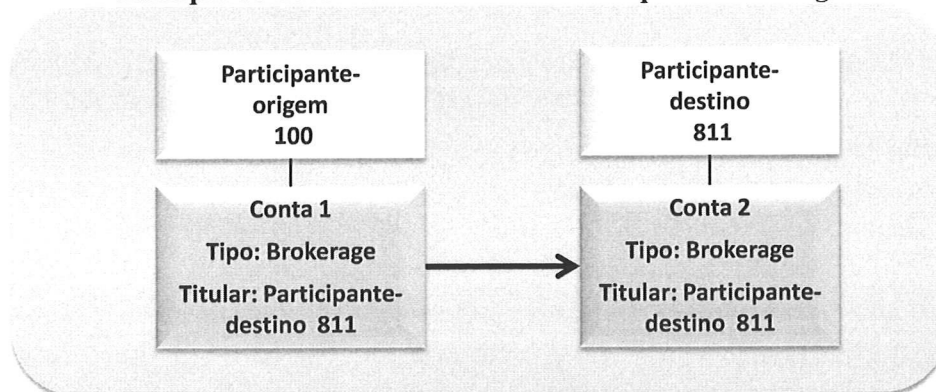 Participante-
origem
100
Participante-
destino
811
Conta 1
Tipo: Brokerage
Titular: Participante-
destino 811
Conta 2
Tipo: Brokerage
Titular: Participante-
destino 811